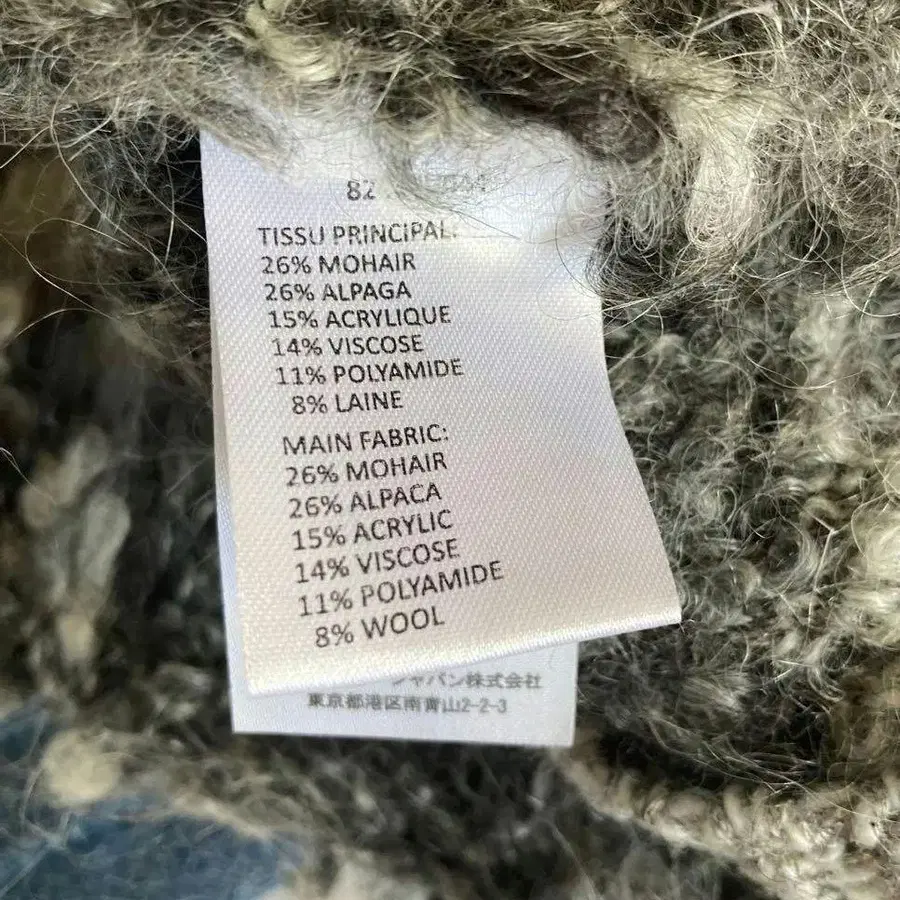 82
TISSU PRINCIPAL:
26% MOHAIR
26% ALPAGA
15% ACRYLIQUE
14% VISCOSE
11% POLYAMIDE
8% LAINE
MAIN FABRIC:
26% MOHAIR
26% ALPACA
15% ACRYLIC
14% VISCOSE
11% POLYAMIDE
8% WOOL
ジャパン株式会社
東京都港区南青山2-2-3